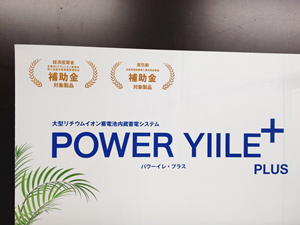 経済産業省
補助金
対象製品
東京都
補助金
対象製品
大型リチウムイオン蓄電池内蔵蓄電システム
POWER YIILE+
パワーイレ・プラス
PLUS